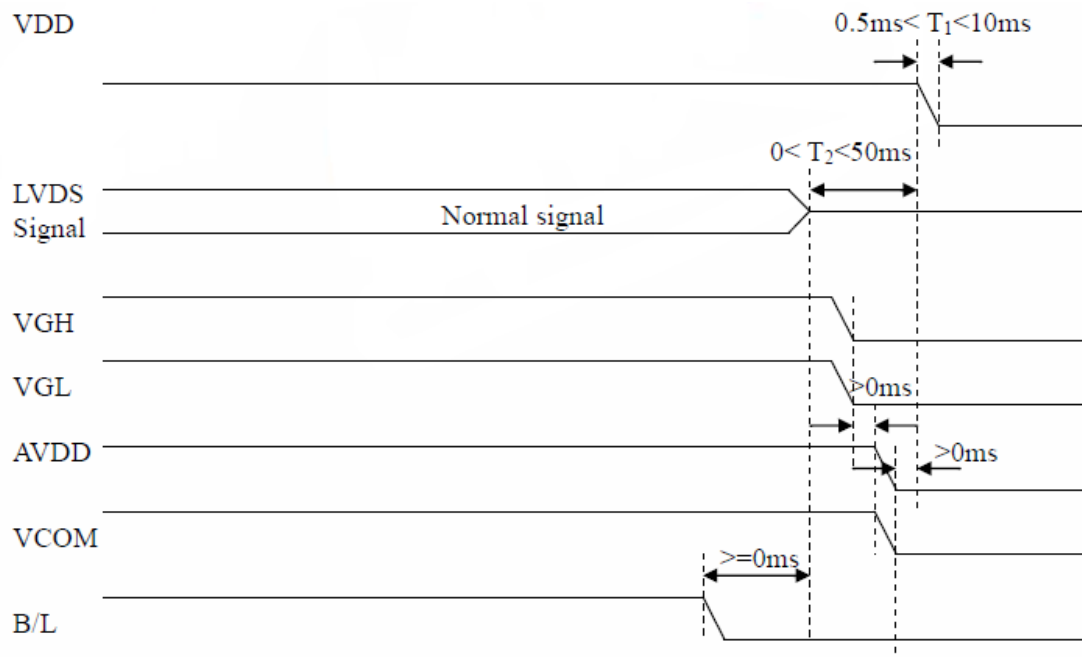 VDD
0.5ms< T₁<10ms
0< T₂<50ms
LVDS
Signal
Normal signal
VGH
VGL
>0ms
AVDD
>0ms
VCOM
>=0ms
B/L